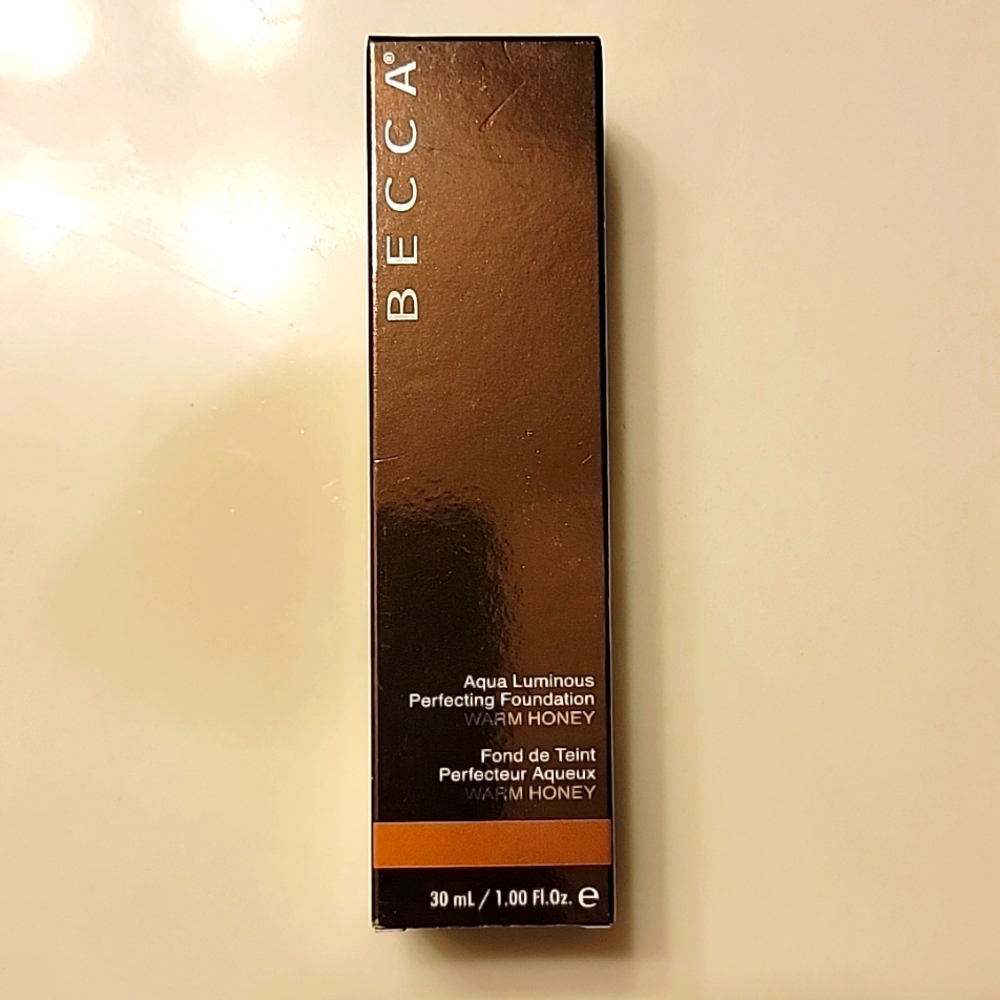 BECCA®
Aqua Luminous
Perfecting Foundation
WARM HONEY
Fond de Teint
Perfecteur Aqueux
WARM HONEY
30 mL / 1.00 Fl.Oz. ℮